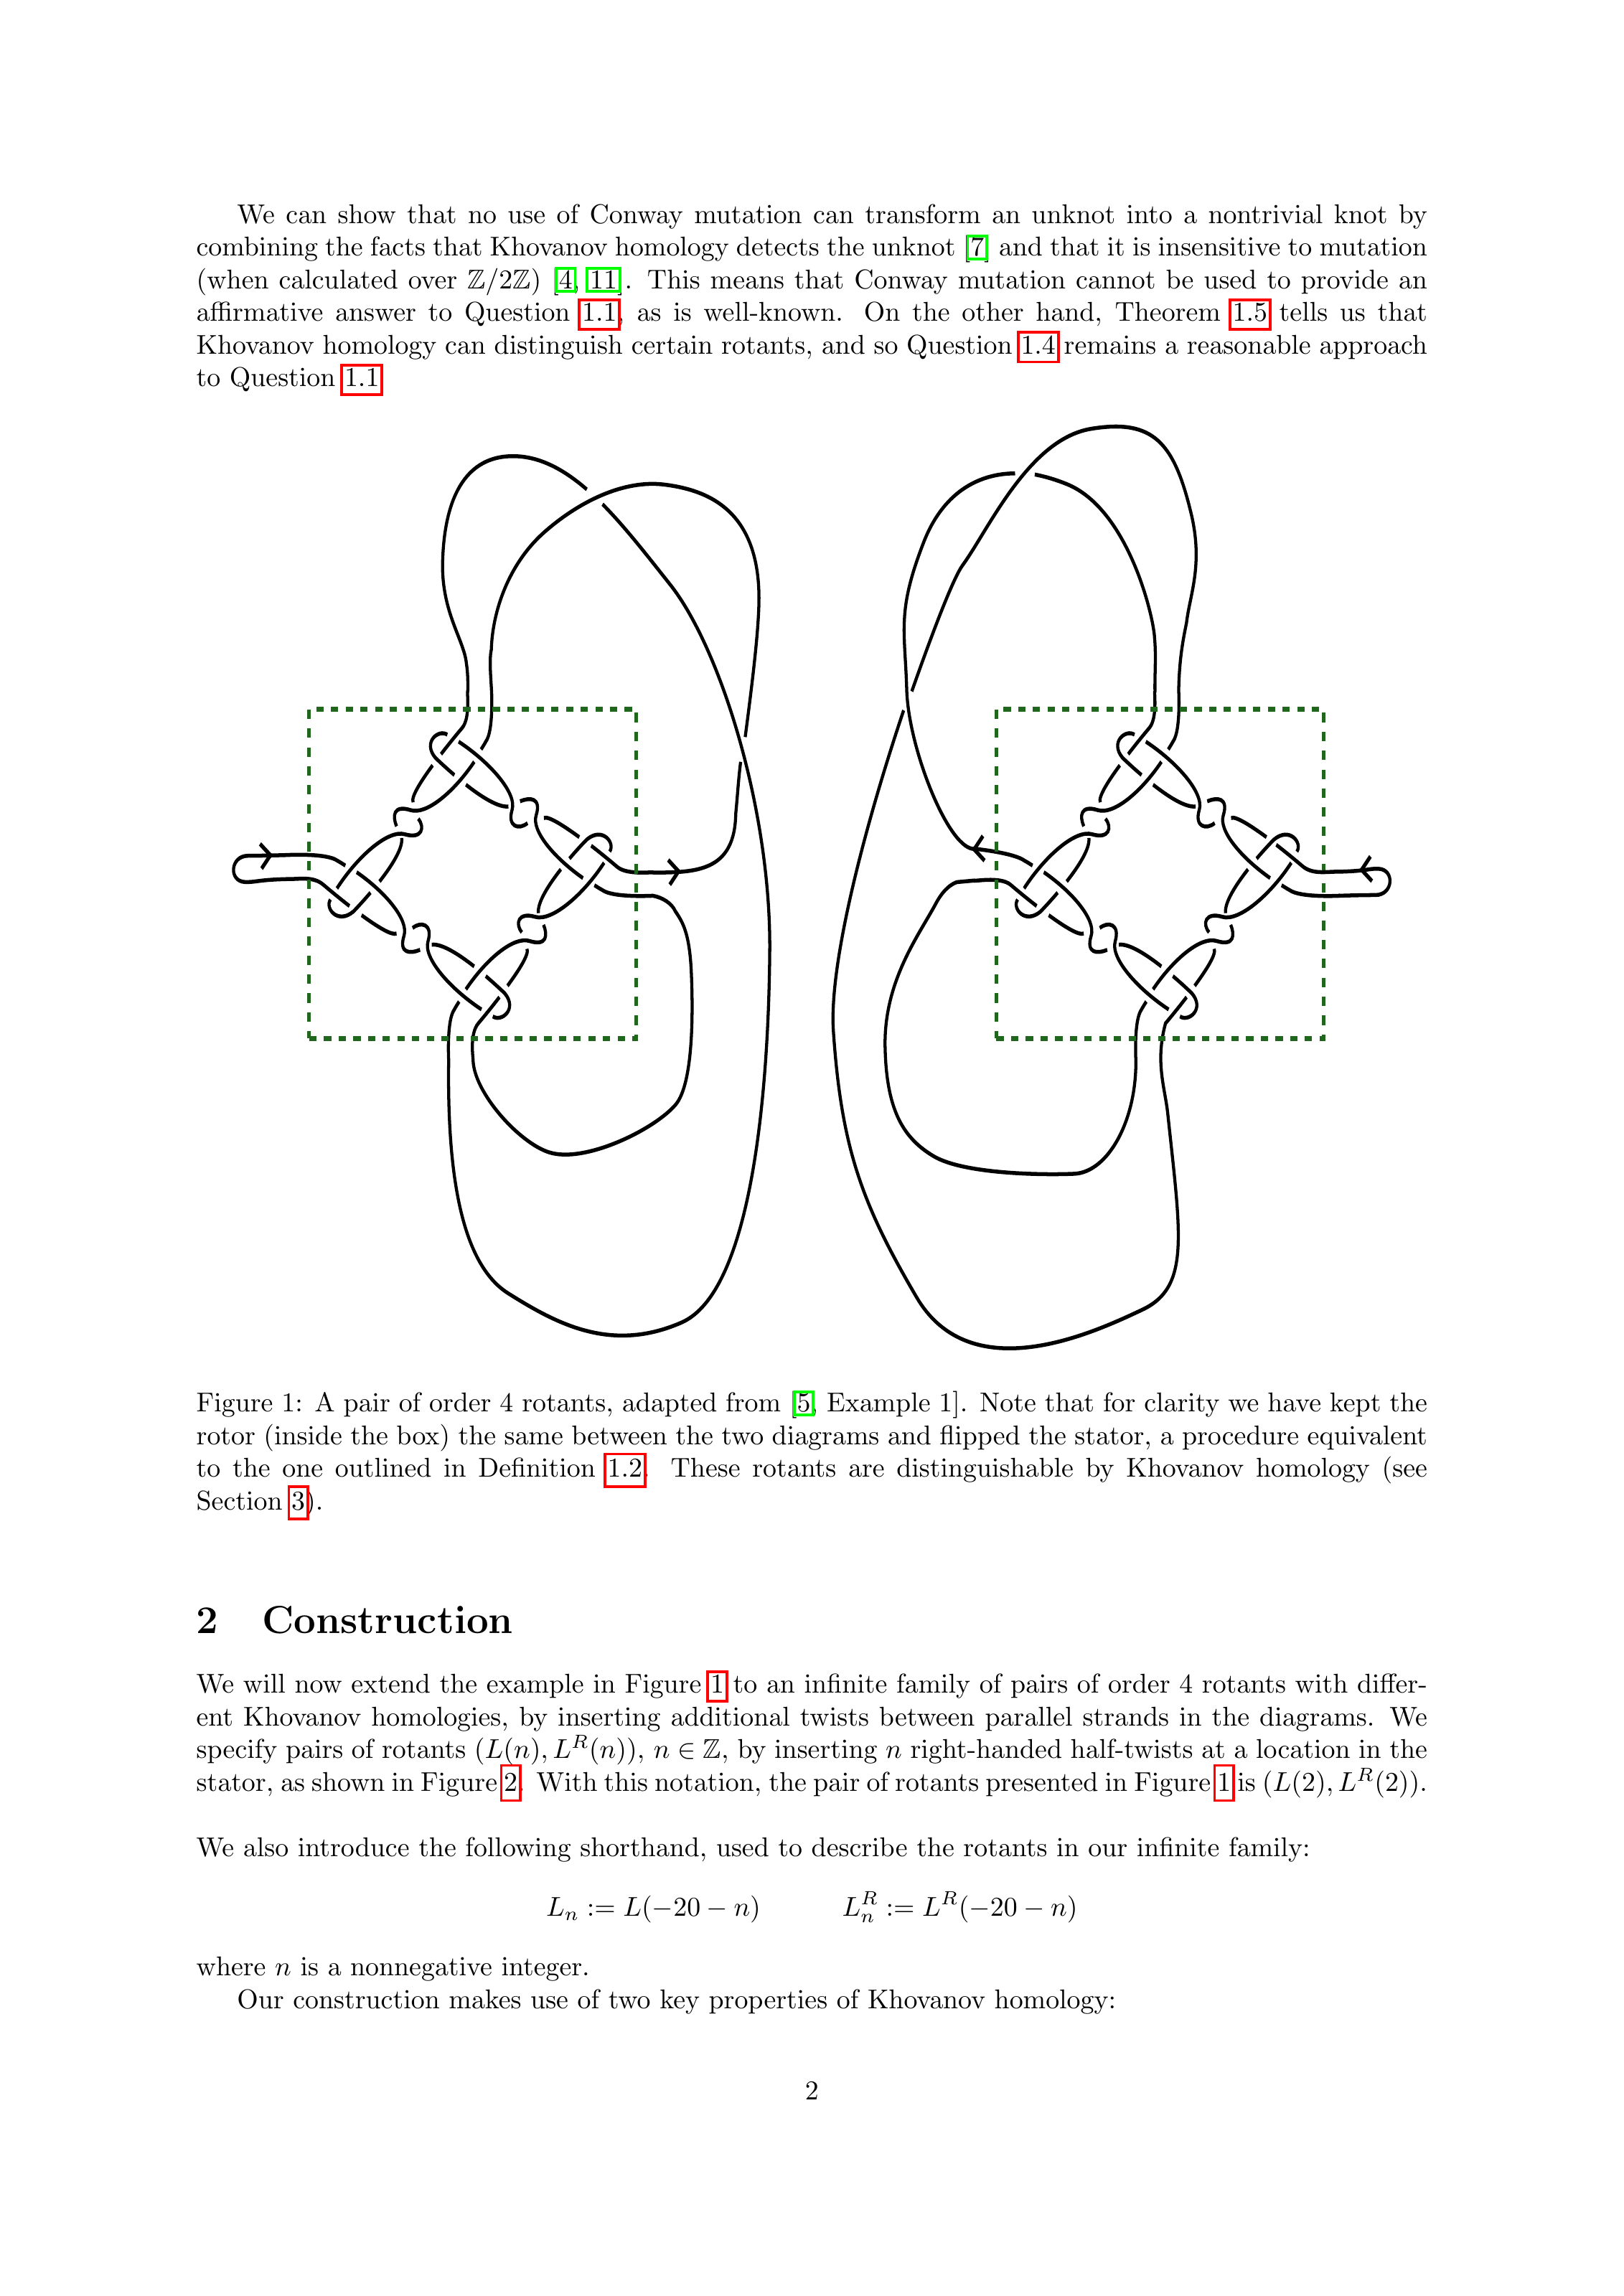 We can show that no use of Conway mutation can transform an unknot into a nontrivial knot by
combining the facts that Khovanov homology detects the unknot [7] and that it is insensitive to mutation
(when calculated over ℤ/2ℤ) [4, 11]. This means that Conway mutation cannot be used to provide an
affirmative answer to Question 1.1, as is well-known. On the other hand, Theorem 1.5 tells us that
Khovanov homology can distinguish certain rotants, and so Question 1.4 remains a reasonable approach
to Question 1.1
Figure 1: A pair of order 4 rotants, adapted from [5, Example 1]. Note that for clarity we have kept the
rotor (inside the box) the same between the two diagrams and flipped the stator, a procedure equivalent
to the one outlined in Definition 1.2. These rotants are distinguishable by Khovanov homology (see
Section 3).
2 Construction
We will now extend the example in Figure 1 to an infinite family of pairs of order 4 rotants with differ-
ent Khovanov homologies, by inserting additional twists between parallel strands in the diagrams. We
specify pairs of rotants (L(n), L^R(n)), n ∈ ℤ, by inserting n right-handed half-twists at a location in the
stator, as shown in Figure 2. With this notation, the pair of rotants presented in Figure 1 is (L(2), L^R(2)).
We also introduce the following shorthand, used to describe the rotants in our infinite family:
L_n := L(−20 − n) L_n^R := L^R(−20 − n)
where n is a nonnegative integer.
Our construction makes use of two key properties of Khovanov homology:
2